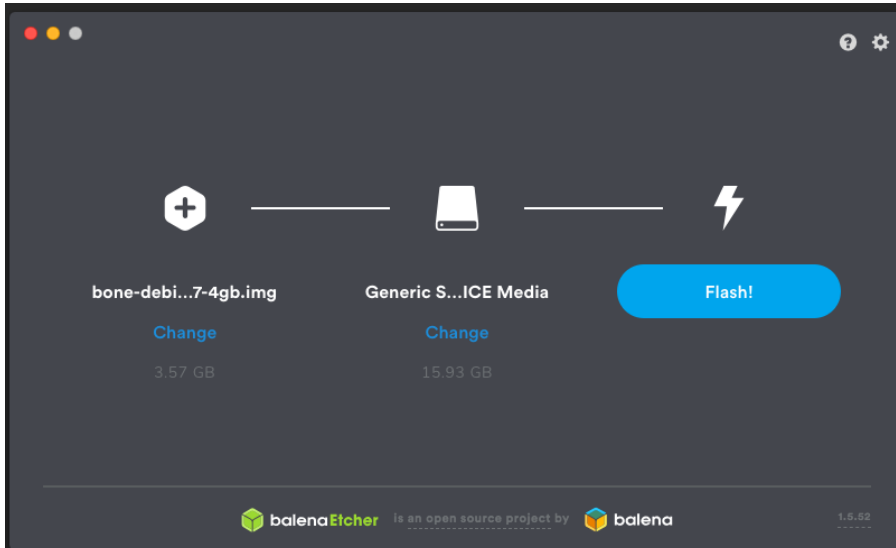 bone-debi...7-4gb.img
Generic S...ICE Media
Flash!
Change
Change
3.57 GB
15.93 GB
balenaEtcher is an open source project by balena
1.5.52